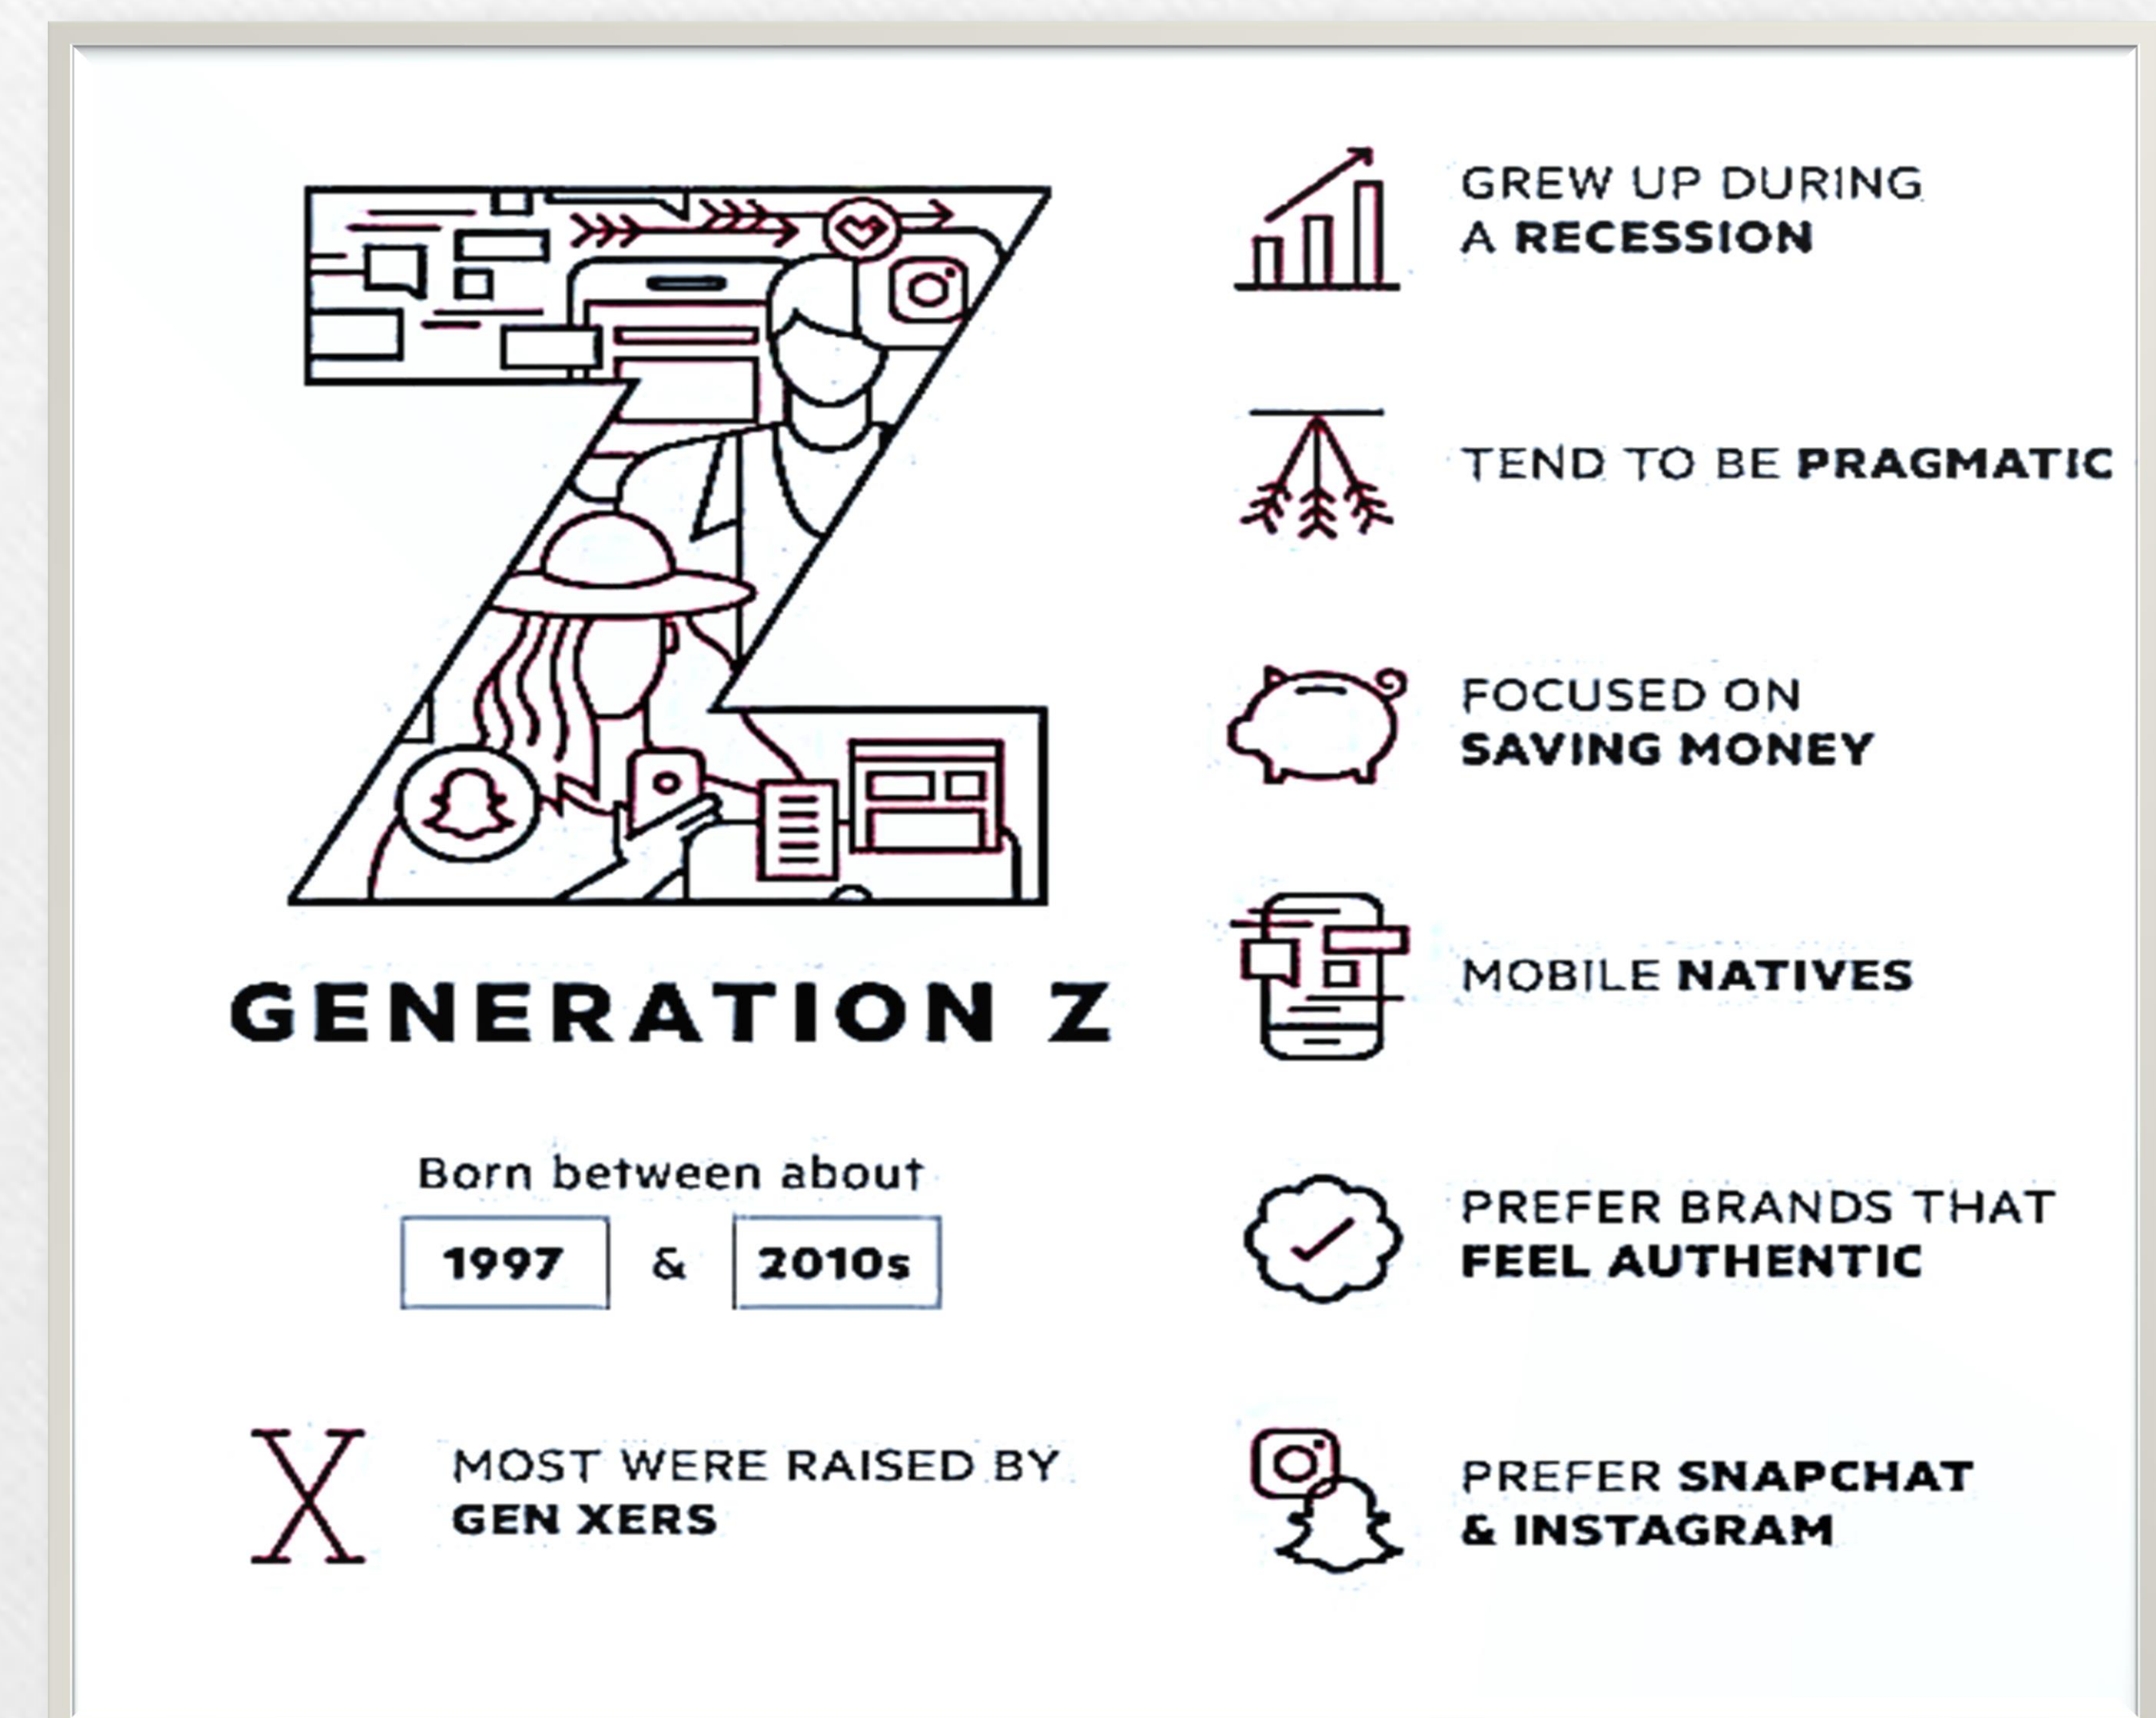 GENERATION Z
Born between about
1997 & 2010s
X MOST WERE RAISED BY
GEN XERS
GREW UP DURING
A RECESSION
TEND TO BE PRAGMATIC
FOCUSED ON
SAVING MONEY
MOBILE NATIVES
PREFER BRANDS THAT
FEEL AUTHENTIC
PREFER SNAPCHAT
& INSTAGRAM